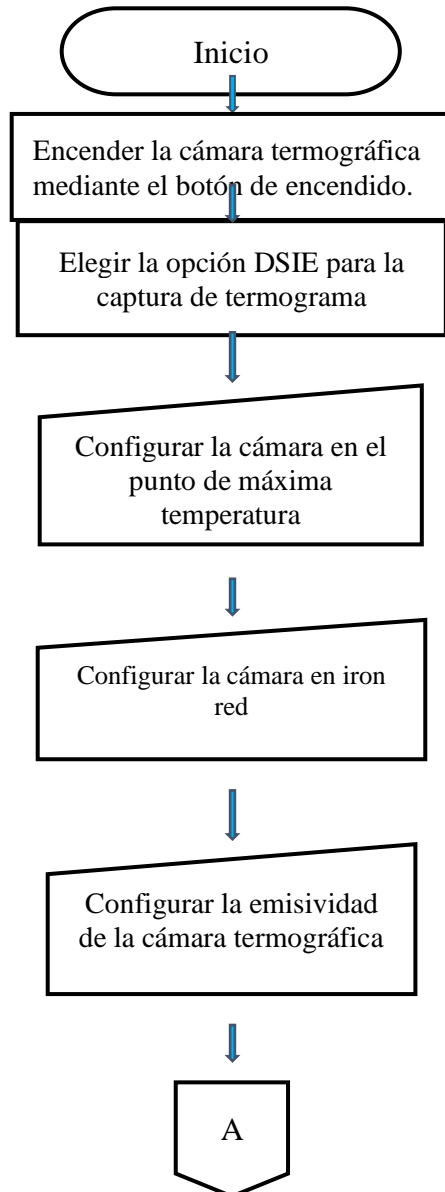 Inicio
Encender la cámara termográfica
mediante el botón de encendido.
Elegir la opción DSIE para la
captura de termograma
Configurar la cámara en el
punto de máxima
temperatura
Configurar la cámara en iron
red
Configurar la emisividad
de la cámara termográfica
A